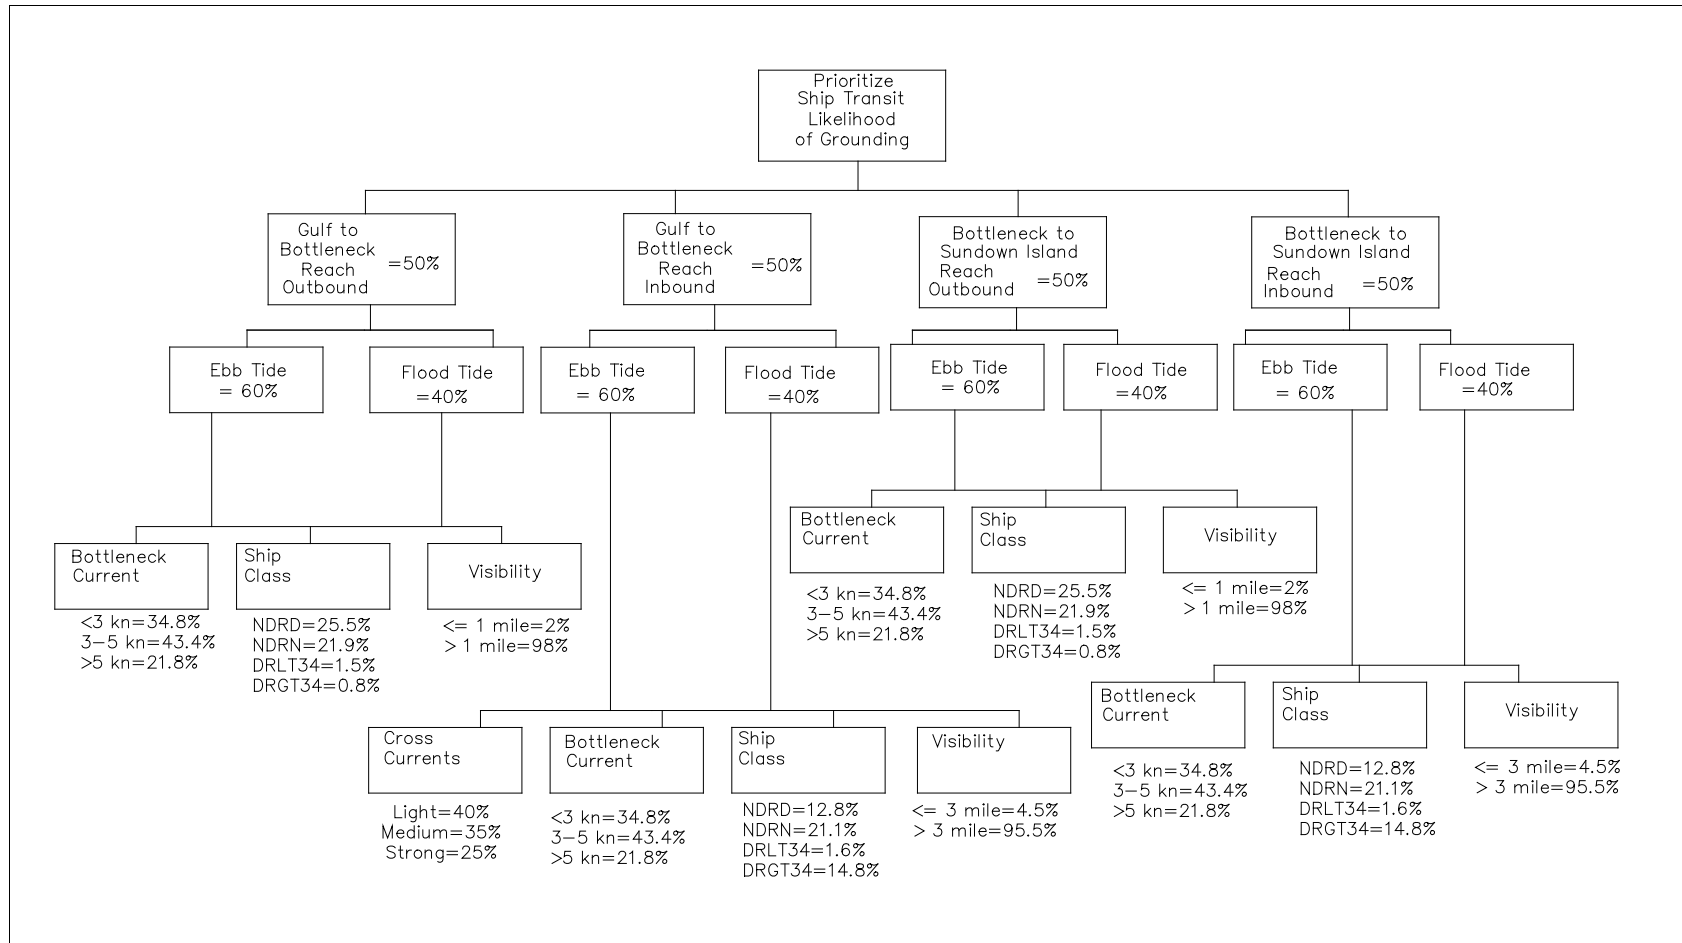 Prioritize
Ship Transit
Likelihood
of Grounding
Gulf to
Bottleneck
Reach
Outbound
=50%
Gulf to
Bottleneck
Reach
Inbound
=50%
Bottleneck to
Sundown Island
Reach
Outbound
=50%
Bottleneck to
Sundown Island
Reach
Inbound
=50%
Ebb Tide
= 60%
Flood Tide
=40%
Ebb Tide
= 60%
Flood Tide
=40%
Ebb Tide
= 60%
Flood Tide
=40%
Ebb Tide
= 60%
Flood Tide
=40%
Bottleneck
Current
<3 kn=34.8%
3-5 kn=43.4%
>5 kn=21.8%
Ship
Class
NDRD=25.5%
NDRN=21.9%
DRLT34=1.5%
DRGT34=0.8%
Visibility
<= 1 mile=2%
> 1 mile=98%
Cross
Currents
Light=40%
Medium=35%
Strong=25%
Bottleneck
Current
<3 kn=34.8%
3-5 kn=43.4%
>5 kn=21.8%
Ship
Class
NDRD=12.8%
NDRN=21.1%
DRLT34=1.6%
DRGT34=14.8%
Visibility
<= 3 mile=4.5%
> 3 mile=95.5%
Bottleneck
Current
<3 kn=34.8%
3-5 kn=43.4%
>5 kn=21.8%
Ship
Class
NDRD=25.5%
NDRN=21.9%
DRLT34=1.5%
DRGT34=0.8%
Visibility
<= 1 mile=2%
> 1 mile=98%
Bottleneck
Current
<3 kn=34.8%
3-5 kn=43.4%
>5 kn=21.8%
Ship
Class
NDRD=12.8%
NDRN=21.1%
DRLT34=1.6%
DRGT34=14.8%
Visibility
<= 3 mile=4.5%
> 3 mile=95.5%